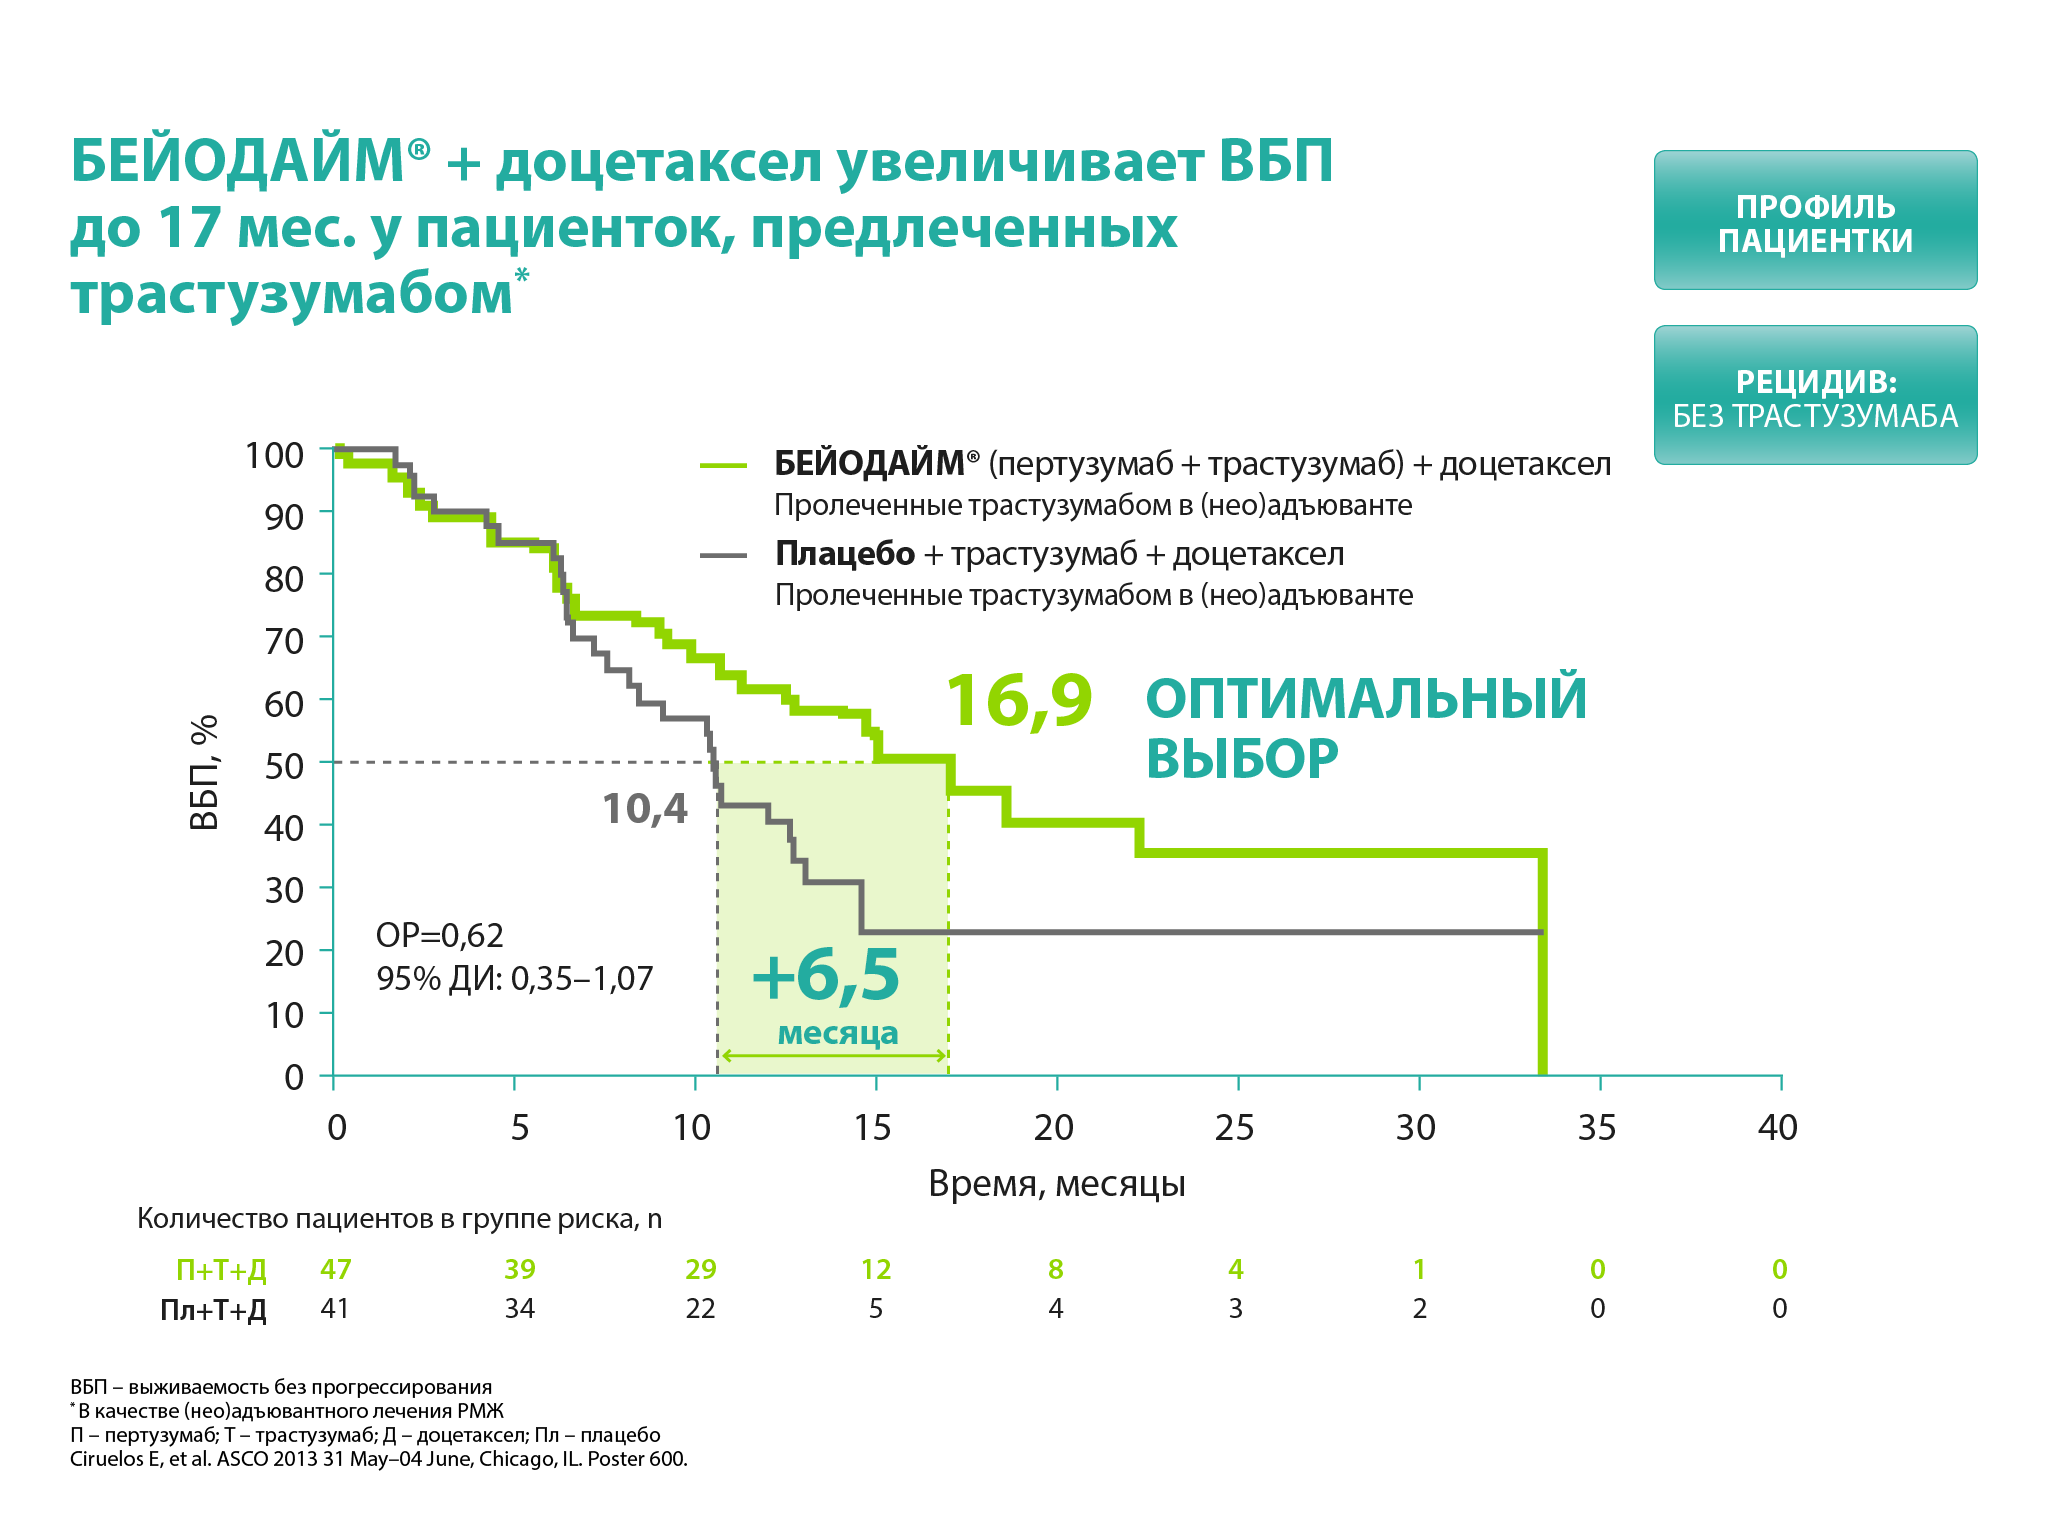 БЕЙОДАЙМ® + доцетаксел увеличивает ВБП
до 17 мес. у пациенток, предлеченных
трастузумабом*
ПРОФИЛЬ
ПАЦИЕНТКИ
РЕЦИДИВ:
БЕЗ ТРАСТУЗУМАБА
БЕЙОДАЙМ® (пертузумаб + трастузумаб) + доцетаксел
Пролеченные трастузумабом в (нео)адъюванте
Плацебо + трастузумаб + доцетаксел
Пролеченные трастузумабом в (нео)адъюванте
ВБП, %
100
90
80
70
60
50
40
30
20
10
0
16,9
ОПТИМАЛЬНЫЙ
ВЫБОР
10,4
ОР=0,62
95% ДИ: 0,35–1,07
+6,5
месяца
0 5 10 15 20 25 30 35 40
Время, месяцы
Количество пациентов в группе риска, n
П+Т+Д 47 39 29 12 8 4 1 0 0
Пл+Т+Д 41 34 22 5 4 3 2 0 0
ВБП – выживаемость без прогрессирования
* В качестве (нео)адъювантного лечения РМЖ
П – пертузумаб; Т – трастузумаб; Д – доцетаксел; Пл – плацебо
Ciruelos E, et al. ASCO 2013 31 May–04 June, Chicago, IL. Poster 600.